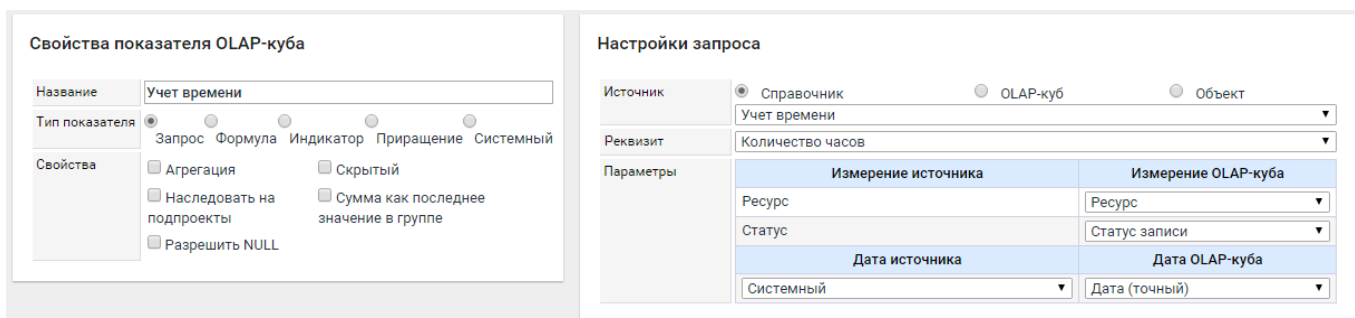 Свойства показателя OLAP-куба
Название
Учет времени
Тип показателя
Запрос Формула Индикатор Приращение Системный
Свойства
Агрегация
Скрытый
Наследовать на
подпроекты
Сумма как последнее
значение в группе
Разрешить NULL
Настройки запроса
Источник
Справочник OLAP-куб Объект
Учет времени
Реквизит
Количество часов
Параметры
Измерение источника Измерение OLAP-куба
Ресурс Ресурс
Статус Статус записи
Дата источника Дата OLAP-куба
Системный Дата (точный)